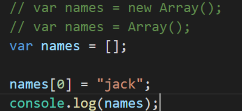 // var names = new Array();
// var names = Array();
var names = [];
names[0] = "jack";
console.log(names);